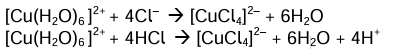 [Cu(H₂O)₆]²⁺ + 4Cl⁻ → [CuCl₄]²⁻ + 6H₂O
[Cu(H₂O)₆]²⁺ + 4HCl → [CuCl₄]²⁻ + 6H₂O + 4H⁺